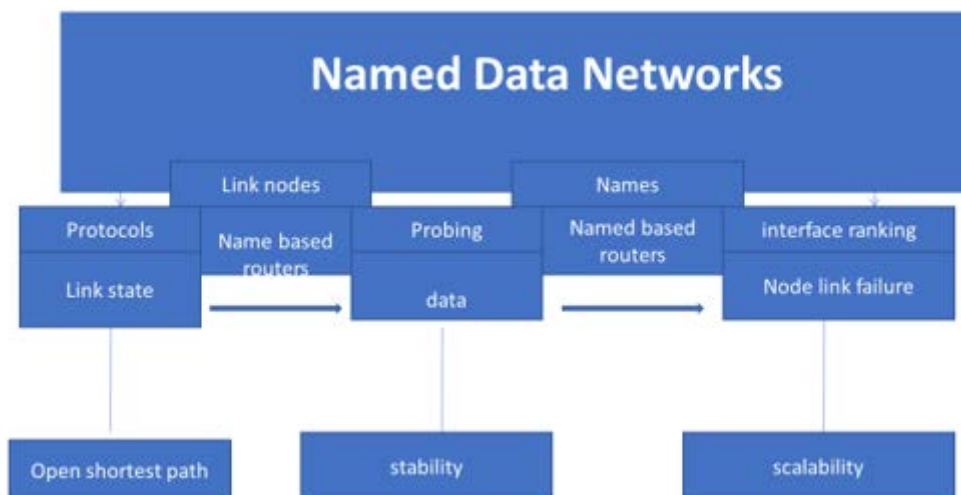 Named Data Networks
Link nodes
Names
Protocols
Name based
routers
Probing
Named based
routers
interface ranking
Link state
data
Node link failure
Open shortest path
stability
scalability